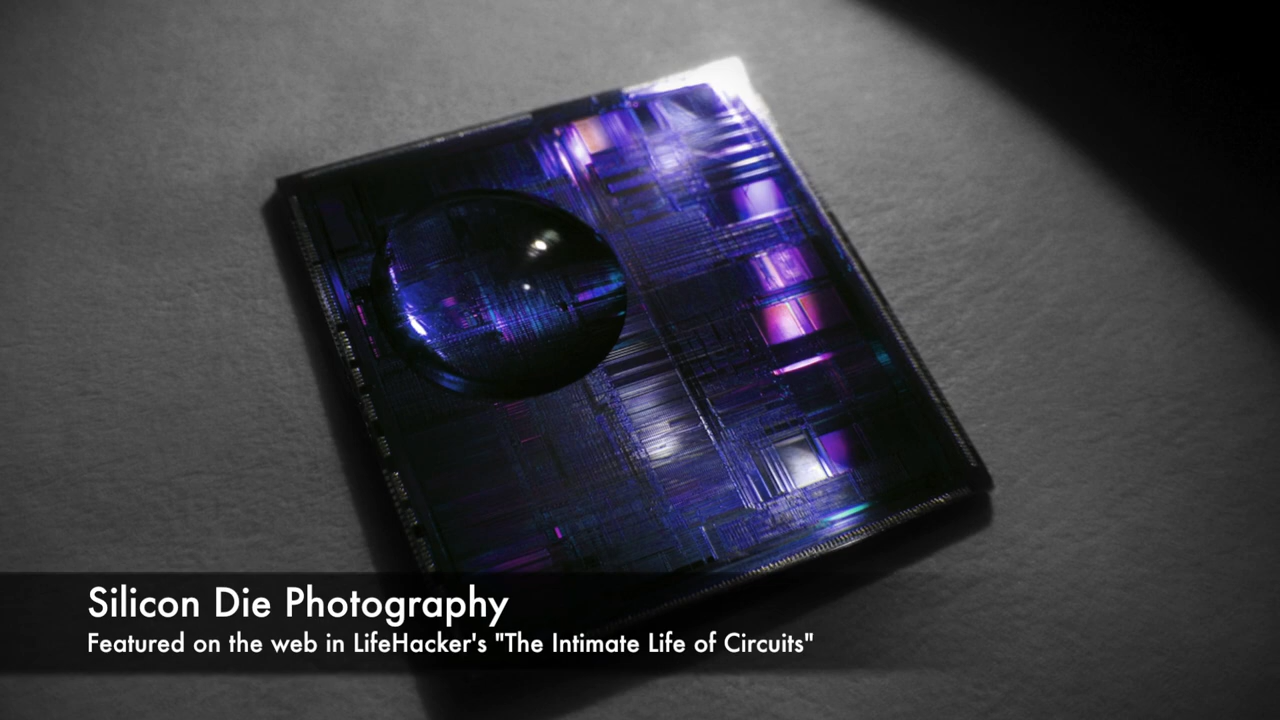 Silicon Die Photography
Featured on the web in LifeHacker's "The Intimate Life of Circuits"